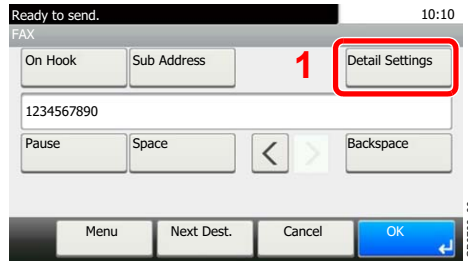 Ready to send. 10:10
FAX
On Hook Sub Address 1 Detail Settings
1234567890
Pause Space < > Backspace
Menu Next Dest. Cancel OK